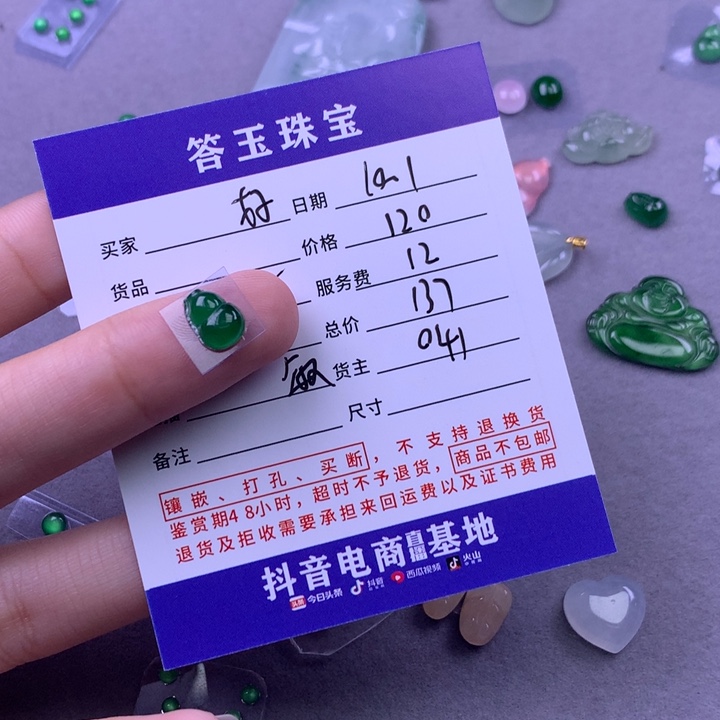 答玉珠宝
买家 日期
货品 价格 120
服务费 12
总价 137
货主 041
备注 尺寸
镶嵌、打孔、买断，不支持退换货
鉴赏期48小时，超时不予退货，商品不包邮
退货及拒收需要承担来回运费以及证书费用
抖音电商直播基地
头条 今日头条 抖音 西瓜视频 火山